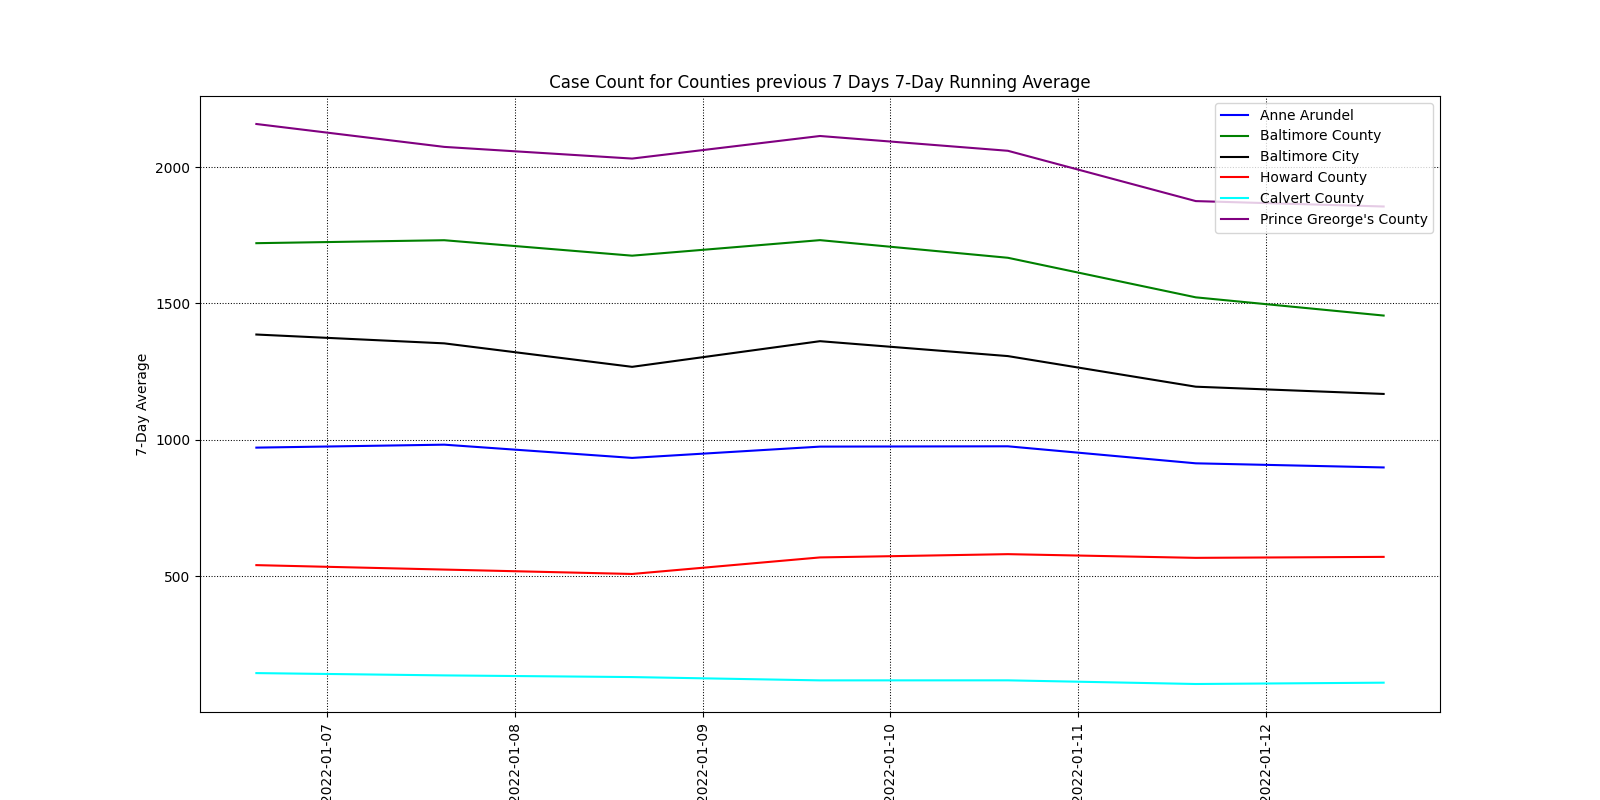 Case Count for Counties previous 7 Days 7-Day Running Average
Anne Arundel
Baltimore County
Baltimore City
Howard County
Calvert County
Prince Greorge's County
7-Day Average
2000
1500
1000
500
2022-01-07
2022-01-08
2022-01-09
2022-01-10
2022-01-11
2022-01-12